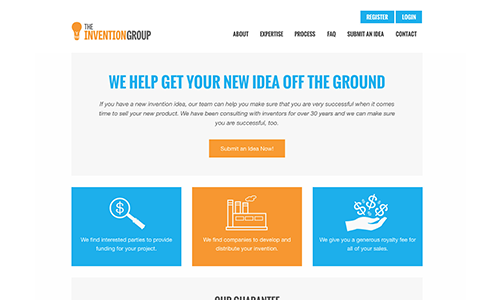 REGISTER LOGIN
THE
INVENTIONGROUP
ABOUT EXPERTISE PROCESS FAQ SUBMIT AN IDEA CONTACT
WE HELP GET YOUR NEW IDEA OFF THE GROUND
If you have a new invention idea, our team can help you make sure that you are very successful when it comes
time to sell your new product. We have been consulting with inventors for over 30 years and we can make sure
you are successful, too.
Submit an Idea Now!
We find interested parties to provide
funding for your project.
We find companies to develop and
distribute your invention.
We give you a generous royalty fee for
all of your sales.
OUR GUARANTEE